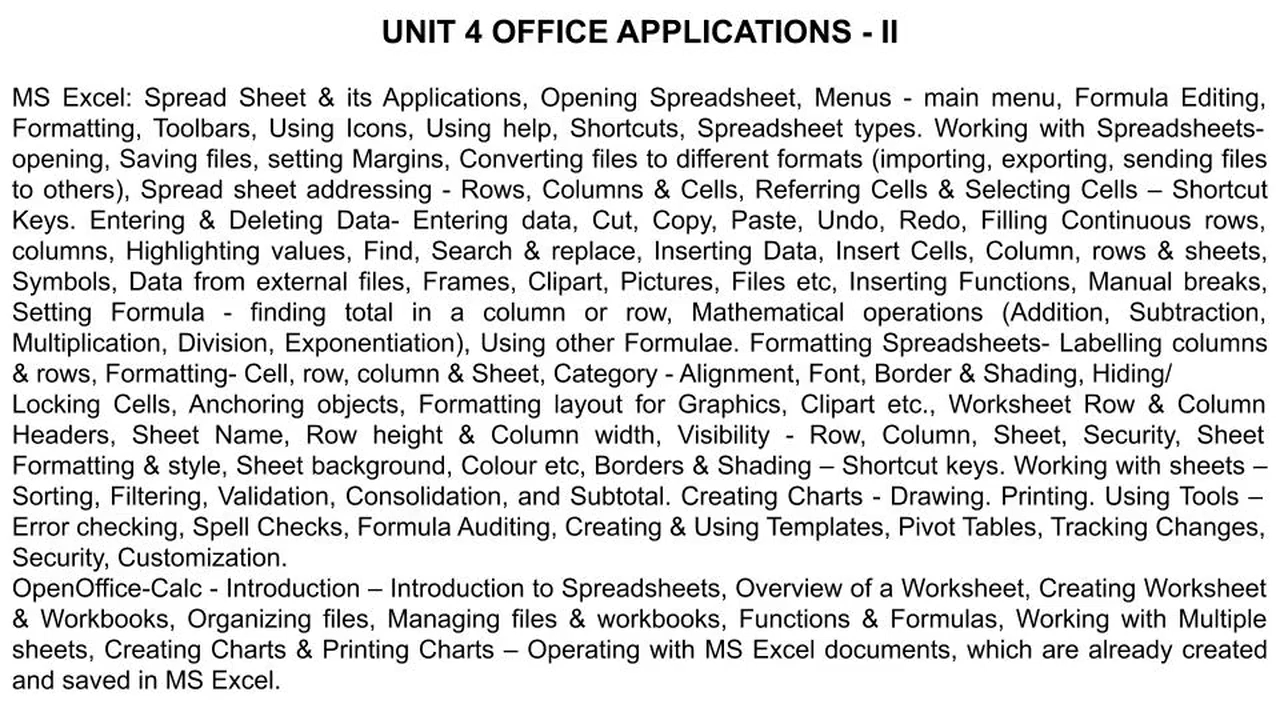 UNIT 4 OFFICE APPLICATIONS - II
MS Excel: Spread Sheet & its Applications, Opening Spreadsheet, Menus - main menu, Formula Editing,
Formatting, Toolbars, Using Icons, Using help, Shortcuts, Spreadsheet types. Working with Spreadsheets-
opening, Saving files, setting Margins, Converting files to different formats (importing, exporting, sending files
to others), Spread sheet addressing - Rows, Columns & Cells, Referring Cells & Selecting Cells – Shortcut
Keys. Entering & Deleting Data- Entering data, Cut, Copy, Paste, Undo, Redo, Filling Continuous rows,
columns, Highlighting values, Find, Search & replace, Inserting Data, Insert Cells, Column, rows & sheets,
Symbols, Data from external files, Frames, Clipart, Pictures, Files etc, Inserting Functions, Manual breaks,
Setting Formula - finding total in a column or row, Mathematical operations (Addition, Subtraction,
Multiplication, Division, Exponentiation), Using other Formulae. Formatting Spreadsheets- Labelling columns
& rows, Formatting- Cell, row, column & Sheet, Category - Alignment, Font, Border & Shading, Hiding/
Locking Cells, Anchoring objects, Formatting layout for Graphics, Clipart etc., Worksheet Row & Column
Headers, Sheet Name, Row height & Column width, Visibility - Row, Column, Sheet, Security, Sheet
Formatting & style, Sheet background, Colour etc, Borders & Shading – Shortcut keys. Working with sheets –
Sorting, Filtering, Validation, Consolidation, and Subtotal. Creating Charts - Drawing. Printing. Using Tools –
Error checking, Spell Checks, Formula Auditing, Creating & Using Templates, Pivot Tables, Tracking Changes,
Security, Customization.
OpenOffice-Calc - Introduction – Introduction to Spreadsheets, Overview of a Worksheet, Creating Worksheet
& Workbooks, Organizing files, Managing files & workbooks, Functions & Formulas, Working with Multiple
sheets, Creating Charts & Printing Charts – Operating with MS Excel documents, which are already created
and saved in MS Excel.